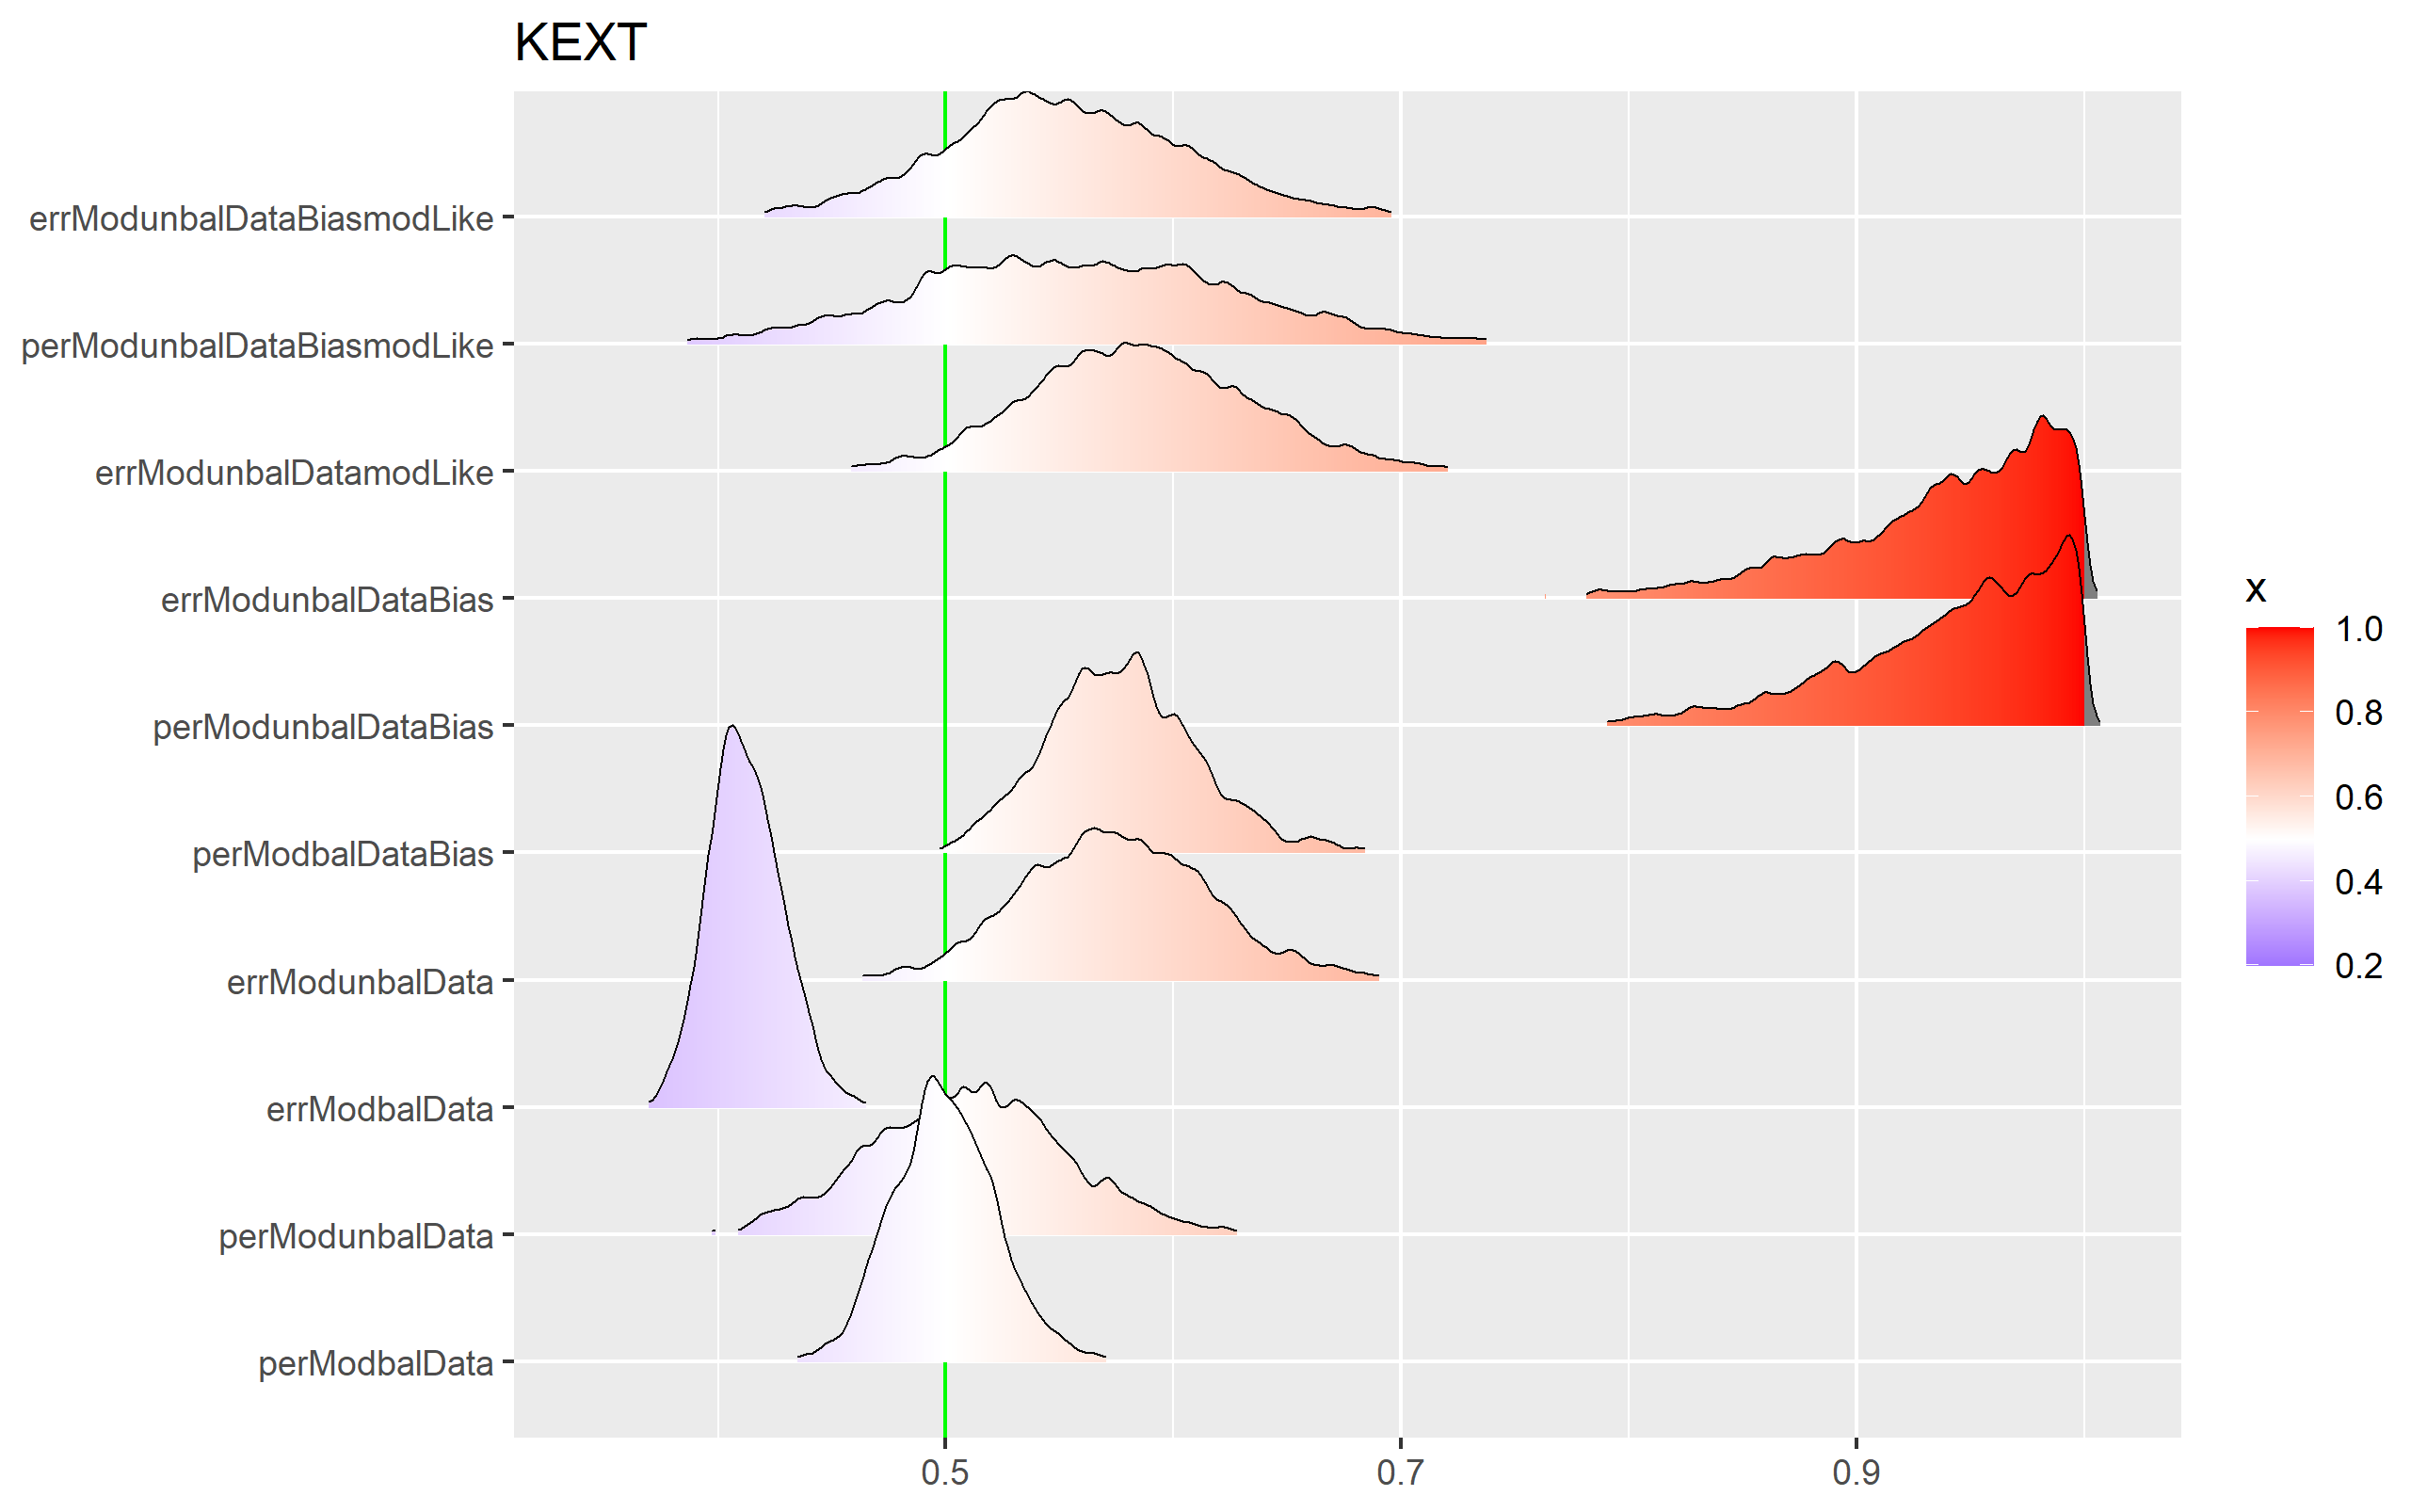 KEXT
errModunbalDataBiasmodLike
perModunbalDataBiasmodLike
errModunbalDatamodLike
errModunbalDataBias
perModunbalDataBias
perModbalDataBias
errModunbalData
errModbalData
perModunbalData
perModbalData
0.5
0.7
0.9
x
1.0
0.8
0.6
0.4
0.2